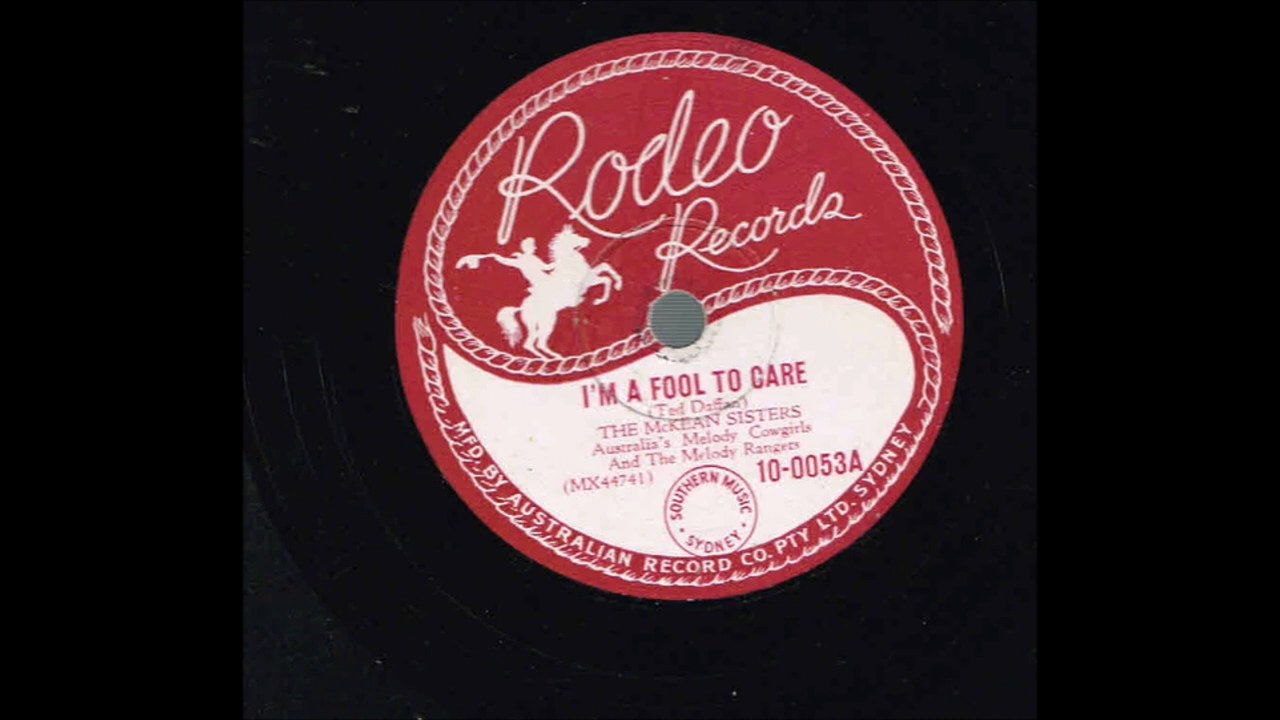 Rodeo
Records
I'M A FOOL TO CARE
(Ted Daffan)
THE McKEAN SISTERS
Australia's Melody Cowgirls
And The Melody Rangers
(MX44741)
10-0053A
SOUTHERN MUSIC
• SYDNEY •
MFD. BY AUSTRALIAN RECORD CO. PTY. LTD. SYDNEY